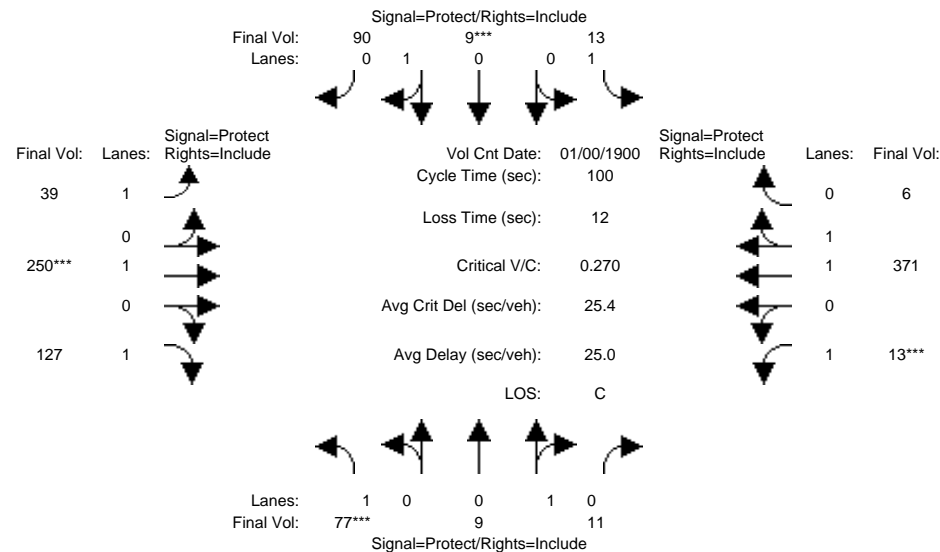 Signal=Protect/Rights=Include
Final Vol: 90 9*** 13
Lanes: 0 1 0 0 1
Signal=Protect
Final Vol: Lanes: Rights=Include
Vol Cnt Date: 01/00/1900
Signal=Protect
Rights=Include Lanes: Final Vol:
Cycle Time (sec): 100
39 1
0 6
Loss Time (sec): 12
0
1
250*** 1
Critical V/C: 0.270
1 371
0
Avg Crit Del (sec/veh): 25.4
0
127 1
Avg Delay (sec/veh): 25.0
1 13***
LOS: C
Lanes: 1 0 0 1 0
Final Vol: 77*** 9 11
Signal=Protect/Rights=Include